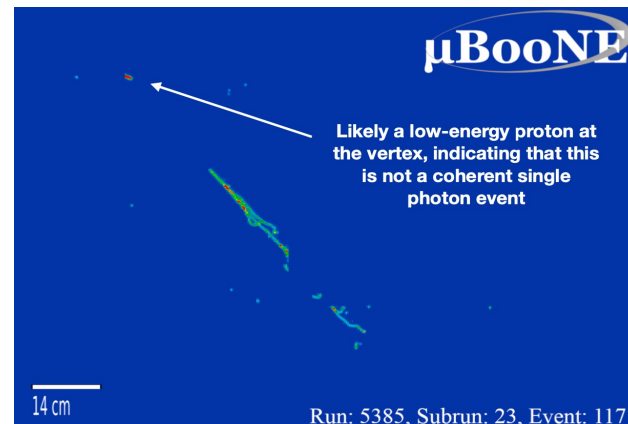 μBooNE
Likely a low-energy proton at
the vertex, indicating that this
is not a coherent single
photon event
14 cm
Run: 5385, Subrun: 23, Event: 117